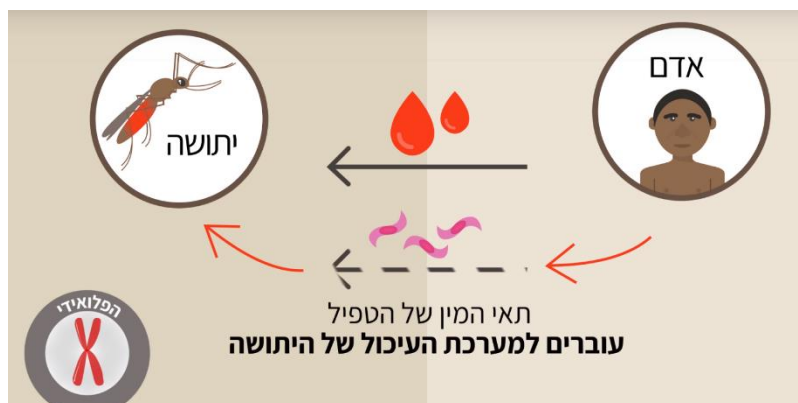 אדם
יתושה
תאי המין של הטפיל
עוברים למערכת העיכול של היתושה
הפלואידי